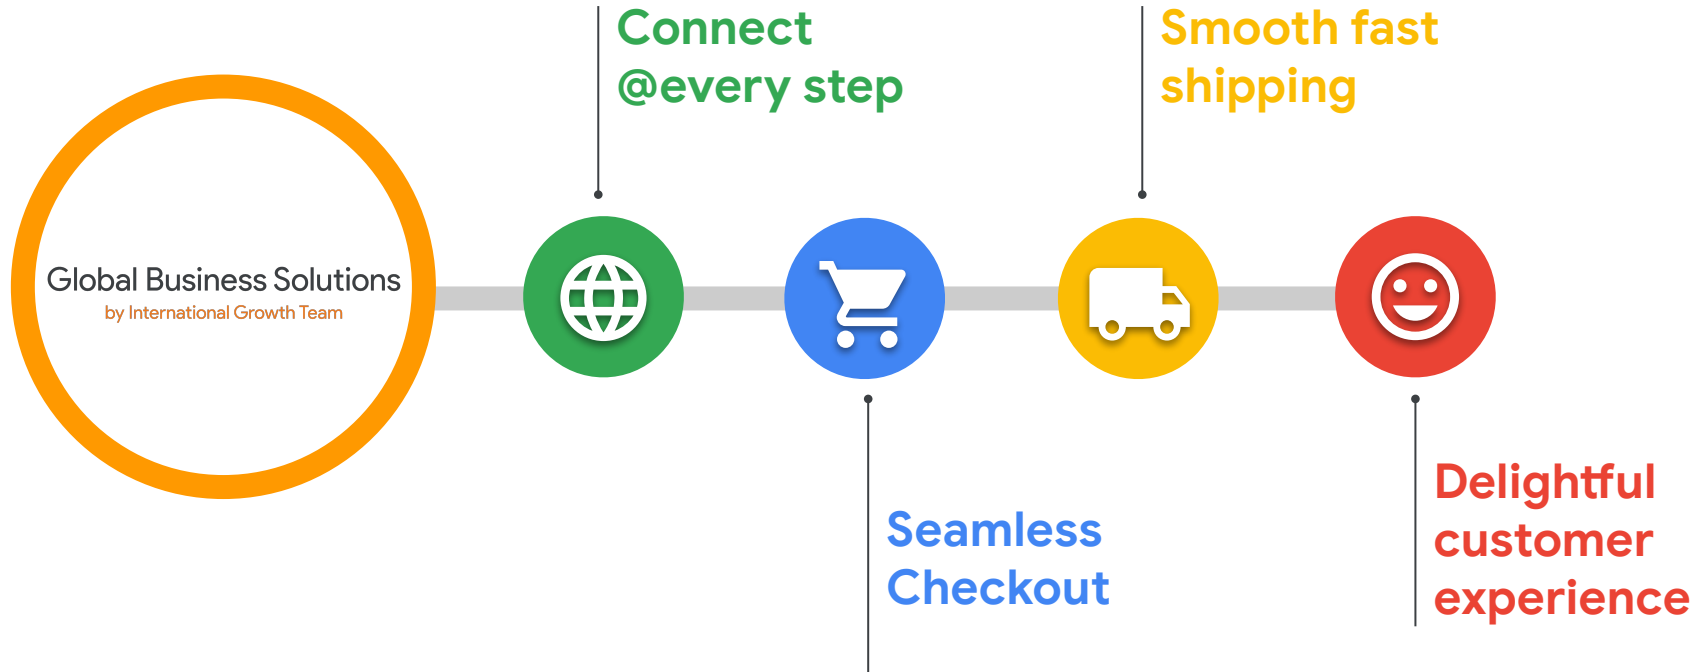 Connect
@every step
Smooth fast
shipping
Global Business Solutions
by International Growth Team
Seamless
Checkout
Delightful
customer
experience